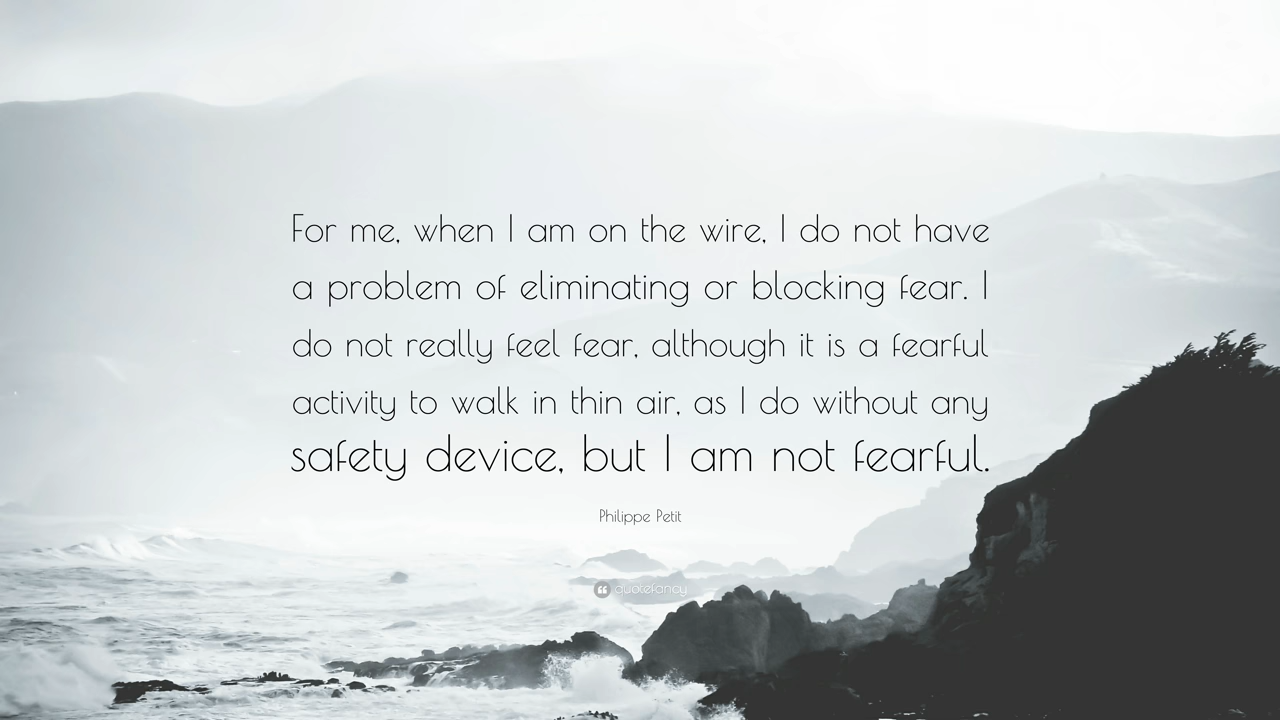 For me, when I am on the wire, I do not have
a problem of eliminating or blocking fear. I
do not really feel fear, although it is a fearful
activity to walk in thin air, as I do without any
safety device, but I am not fearful.
Philippe Petit
quotefancy